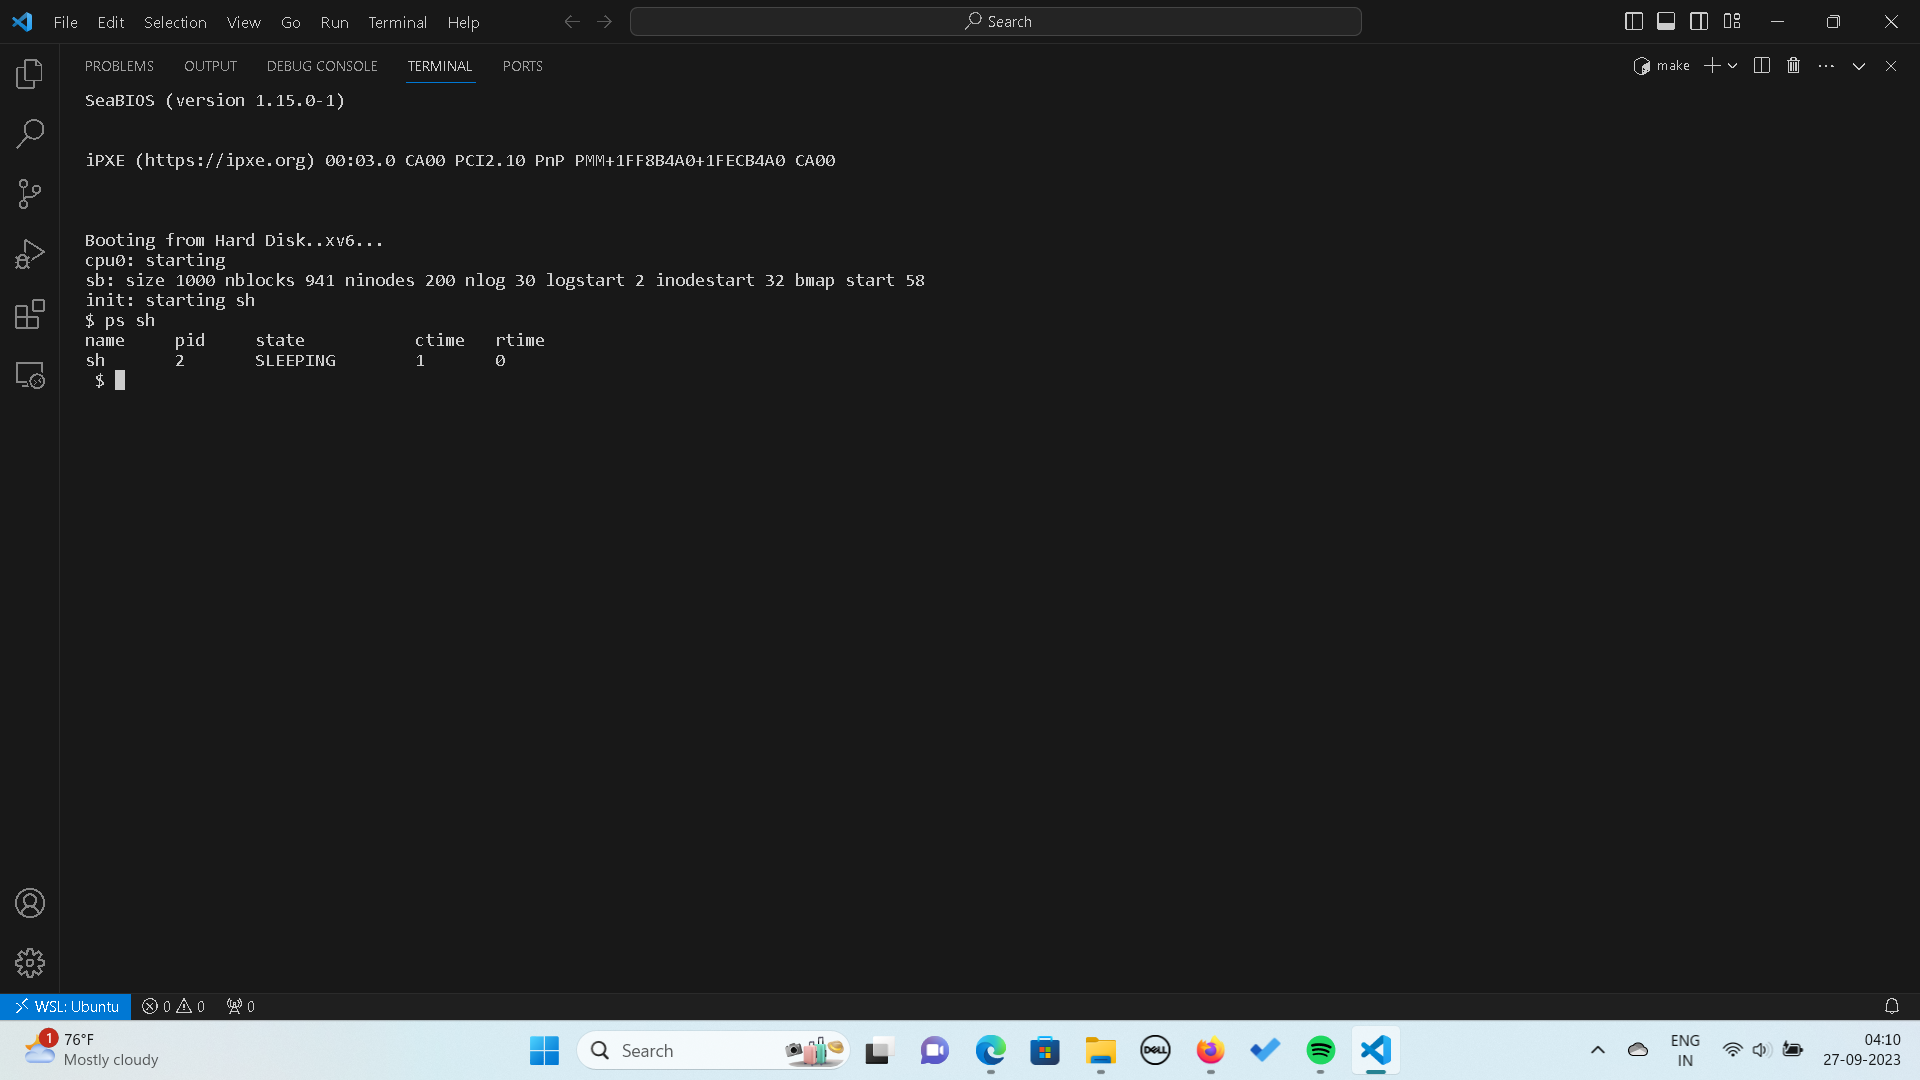 File Edit Selection View Go Run Terminal Help
Search
PROBLEMS OUTPUT DEBUG CONSOLE TERMINAL PORTS
make
SeaBIOS (version 1.15.0-1)
iPXE (https://ipxe.org) 00:03.0 CA00 PCI2.10 PnP PMM+1FF8B4A0+1FECB4A0 CA00
Booting from Hard Disk..xv6...
cpu0: starting
sb: size 1000 nblocks 941 ninodes 200 nlog 30 logstart 2 inodestart 32 bmap start 58
init: starting sh
$ ps sh
name pid state ctime rtime
sh 2 SLEEPING 1 0
$
WSL: Ubuntu 0 0 0
1
76°F
Mostly cloudy
Search
DELL
ENG
IN
04:10
27-09-2023